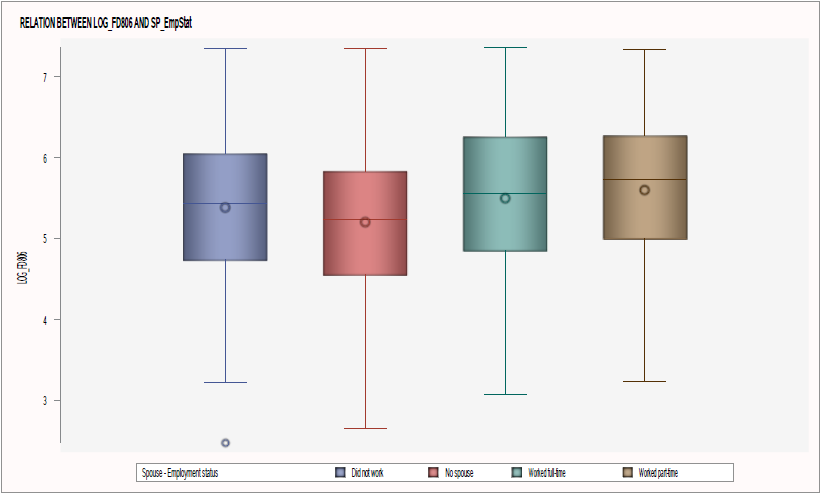 RELATION BETWEEN LOG_FD806 AND SP_EmpStat
7
6
5
4
3
LOG_FD806
Spouse - Employment status Did not work No spouse Worked full-time Worked part-time